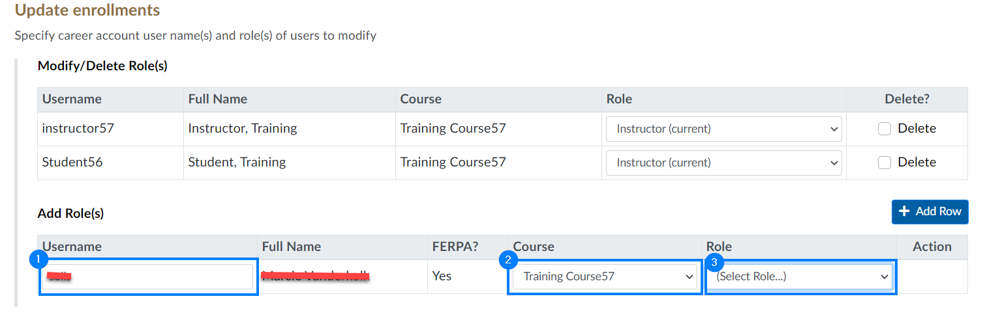 Update enrollments
Specify career account user name(s) and role(s) of users to modify
Modify/Delete Role(s)
Username Full Name Course Role Delete?
instructor57 Instructor, Training Training Course57 Instructor (current) Delete
Student56 Student, Training Training Course57 Instructor (current) Delete
Add Role(s) + Add Row
Username Full Name FERPA? Course Role Action
1 2 3
Yes Training Course57 (Select Role...)